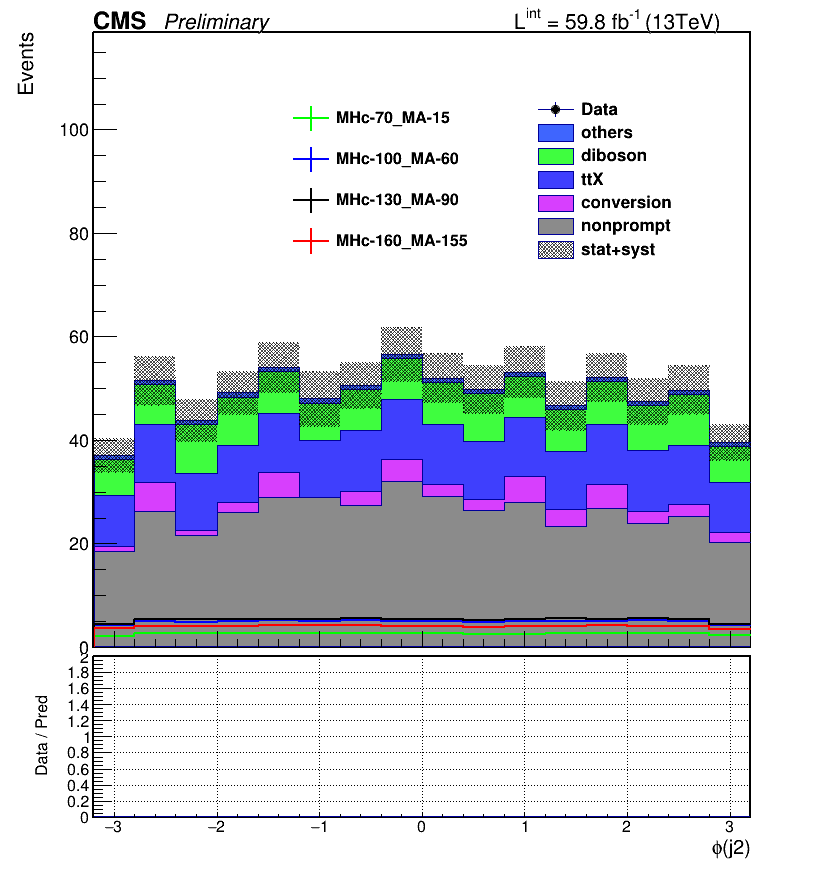 CMS Preliminary L^int = 59.8 fb^-1 (13TeV)
Events
100
80
60
40
20
0
MHc-70_MA-15
MHc-100_MA-60
MHc-130_MA-90
MHc-160_MA-155
Data
others
diboson
ttX
conversion
nonprompt
stat+syst
Data / Pred
2
1.8
1.6
1.4
1.2
1
0.8
0.6
0.4
0.2
0
−3 −2 −1 0 1 2 3
ϕ(j2)